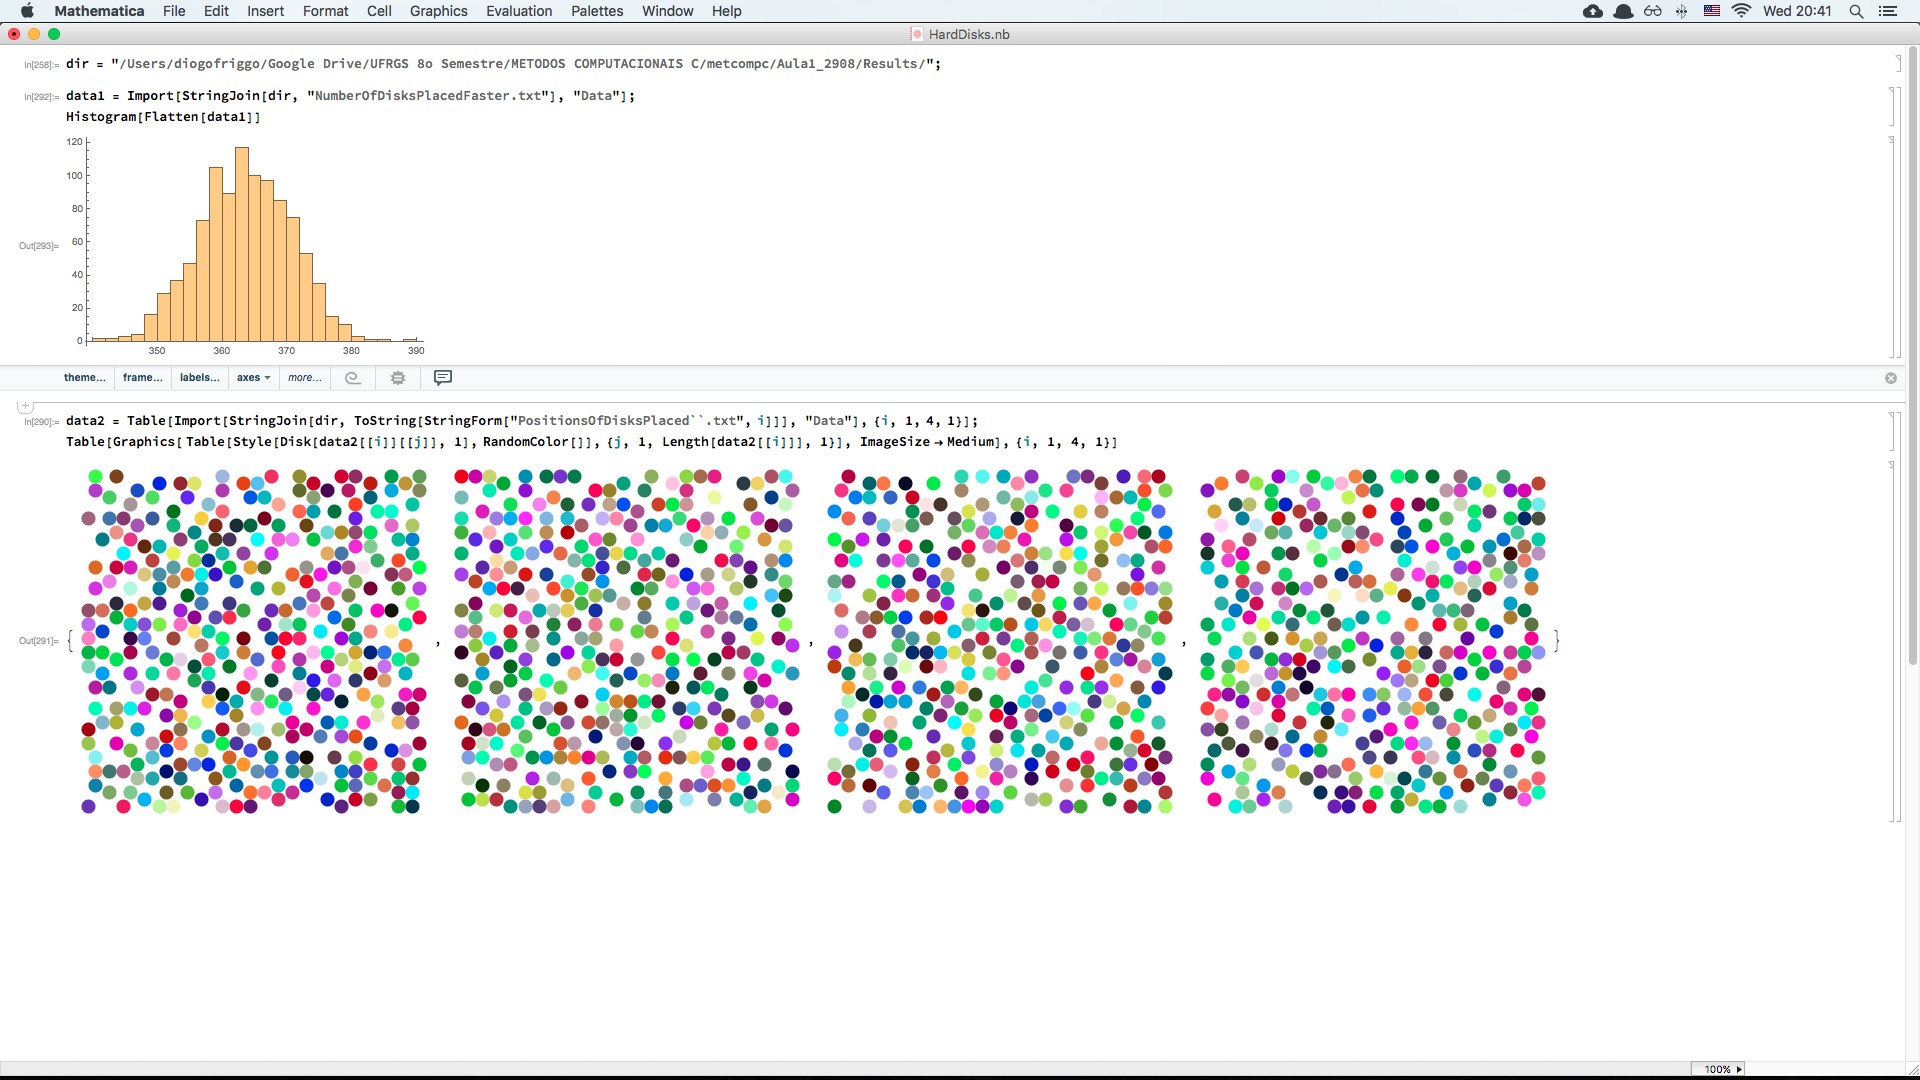 Mathematica File Edit Insert Format Cell Graphics Evaluation Palettes Window Help Wed 20:41
HardDisks.nb
In[258]:= dir = "/Users/diogofriggo/Google Drive/UFRGS 8o Semestre/METODOS COMPUTACIONAIS C/metcompc/Aula1_2908/Results/";
In[292]:= data1 = Import[StringJoin[dir, "NumberOfDisksPlacedFaster.txt"], "Data"];
Histogram[Flatten[data1]]
120
100
80
60
Out[293]=
40
20
0
350 360 370 380 390
theme... frame... labels... axes more...
In[290]:= data2 = Table[Import[StringJoin[dir, ToString[StringForm["PositionsOfDisksPlaced``.txt", i]]], "Data"], {i, 1, 4, 1}];
Table[Graphics[Table[Style[Disk[data2[[i]][[j]], 1], RandomColor[]], {j, 1, Length[data2[[i]]], 1}], ImageSize→Medium], {i, 1, 4, 1}]
Out[291]= { , , , }
100%